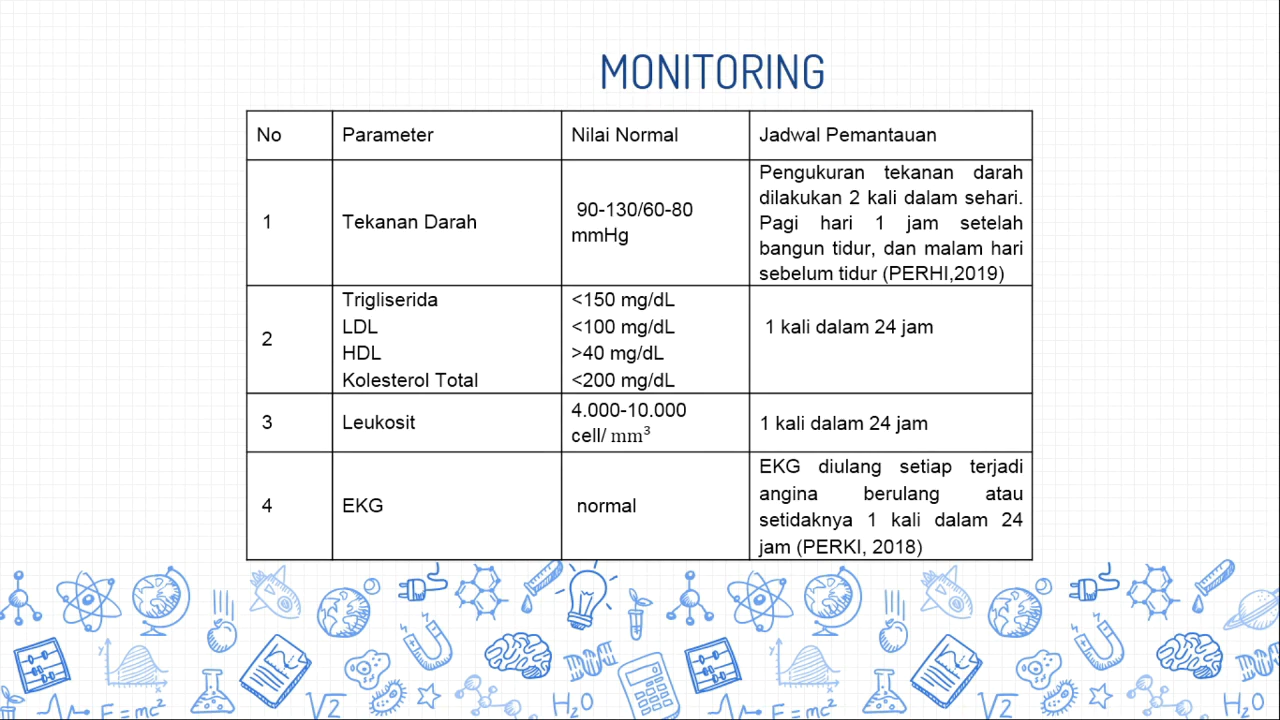 MONITORING
No Parameter Nilai Normal Jadwal Pemantauan
1 Tekanan Darah
90-130/60-80
mmHg
Pengukuran tekanan darah
dilakukan 2 kali dalam sehari.
Pagi hari 1 jam setelah
bangun tidur, dan malam hari
sebelum tidur (PERHI,2019)
2
Trigliserida <150 mg/dL
LDL <100 mg/dL
HDL >40 mg/dL
Kolesterol Total <200 mg/dL
1 kali dalam 24 jam
3 Leukosit
4.000-10.000
cell/ mm³
1 kali dalam 24 jam
4 EKG normal
EKG diulang setiap terjadi
angina berulang atau
setidaknya 1 kali dalam 24
jam (PERKI, 2018)
y
x
y
x
√2
√2
E=mc²
H₂O
E=mc²
H₂O